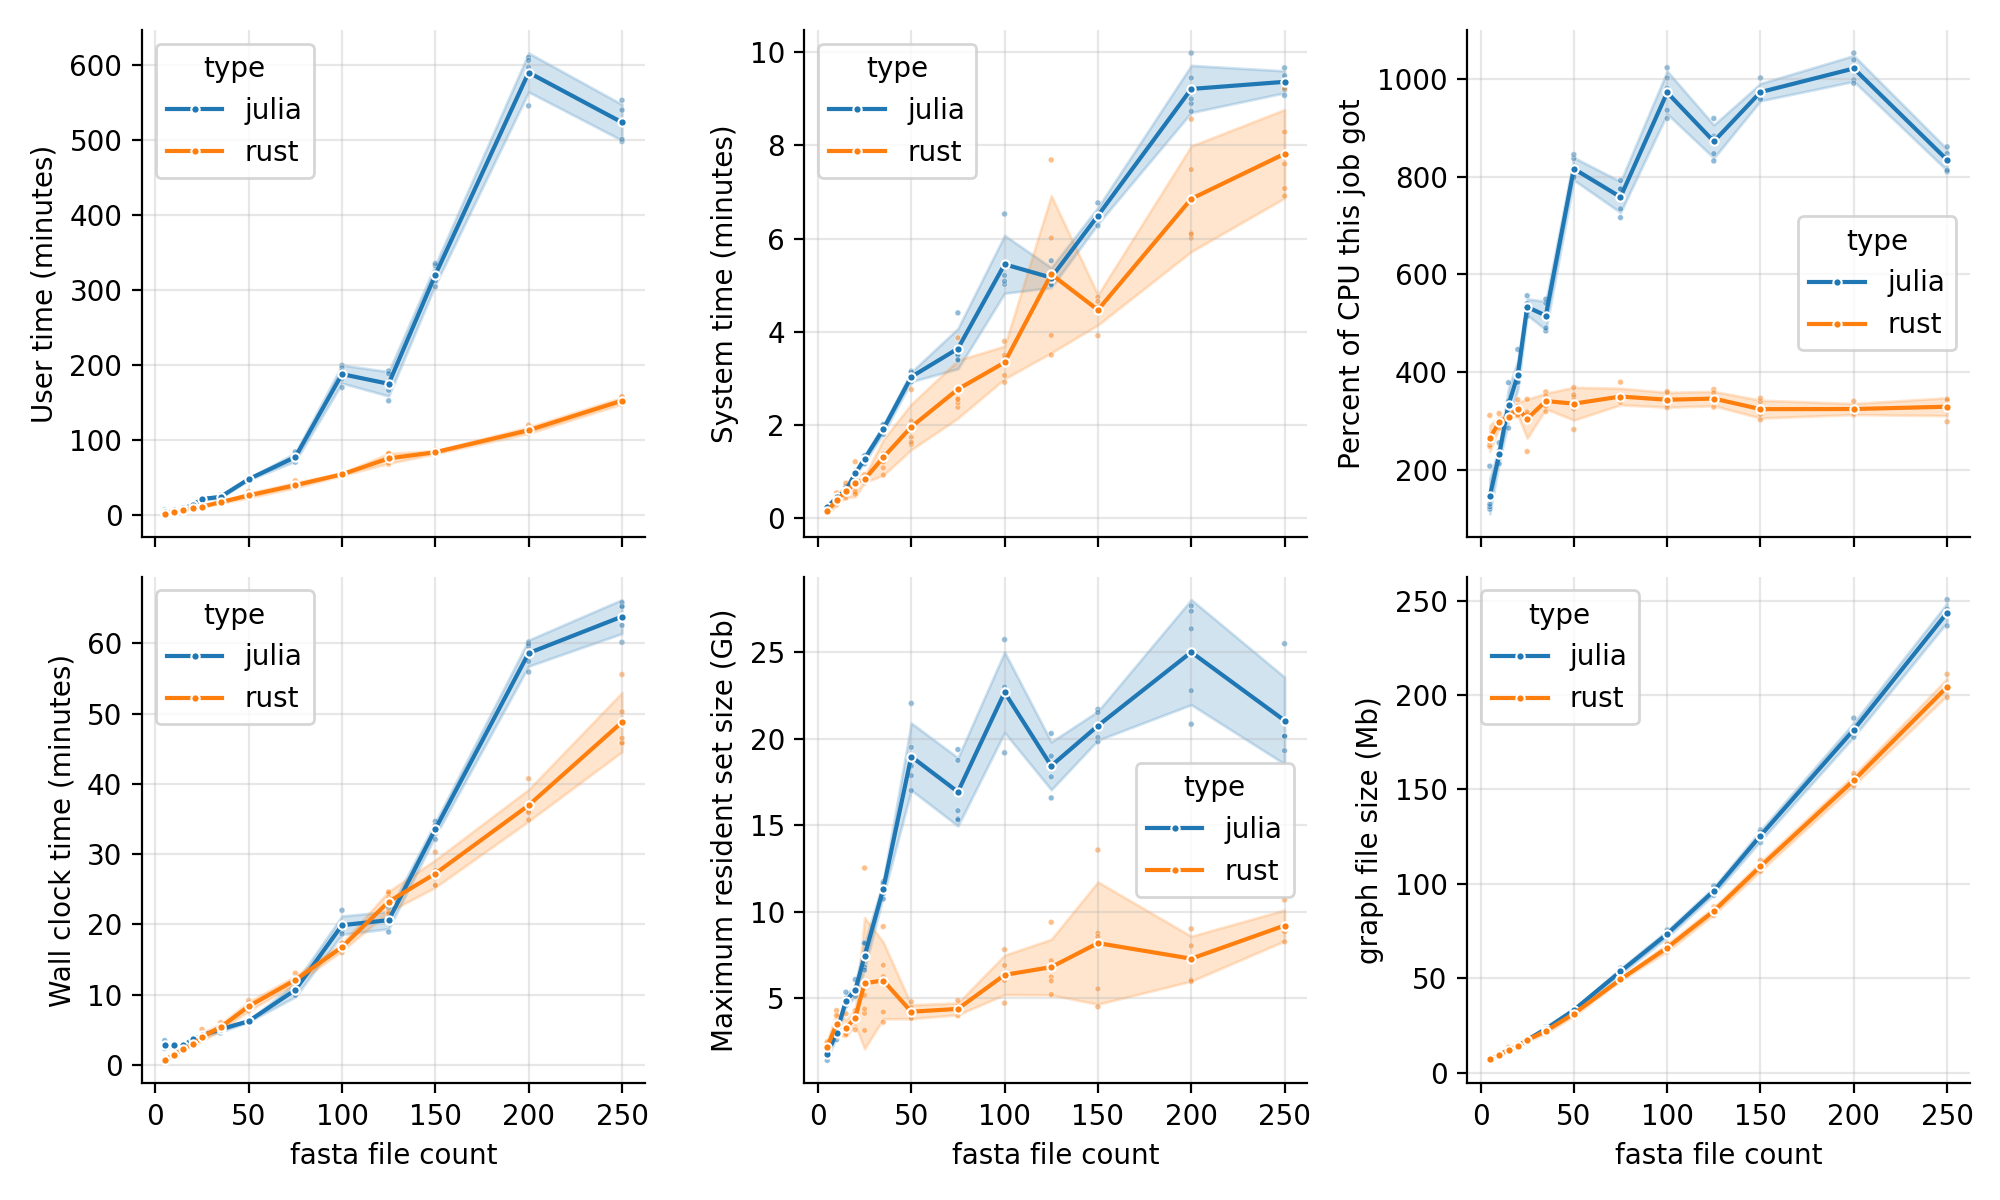 User time (minutes)
600
500
400
300
200
100
0
type
julia
rust
System time (minutes)
10
8
6
4
2
0
type
julia
rust
Percent of CPU this job got
1000
800
600
400
200
type
julia
rust
Wall clock time (minutes)
60
50
40
30
20
10
0
type
julia
rust
0 50 100 150 200 250
fasta file count
Maximum resident set size (Gb)
25
20
15
10
5
type
julia
rust
0 50 100 150 200 250
fasta file count
graph file size (Mb)
250
200
150
100
50
0
type
julia
rust
0 50 100 150 200 250
fasta file count